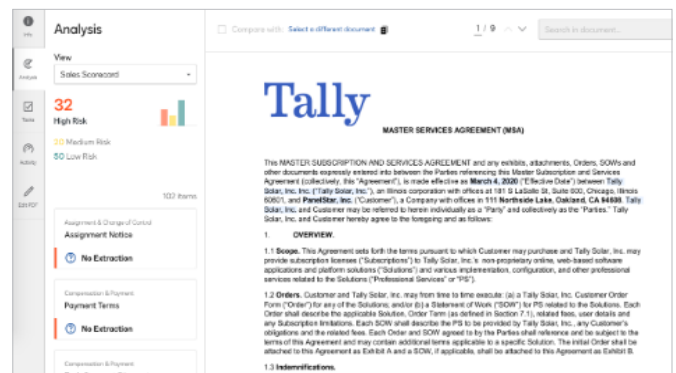 Info
Analysis
Table
Activity
Edit PDF
Analysis
View
Sales Scorecard
32
High Risk
20 Medium Risk
50 Low Risk
102 items
Assignment & Change of Control
Assignment Notice
No Extraction
Compensation & Payment
Payment Terms
No Extraction
Compensation & Payment
Compare with: Select a different document
1 / 9
Search in document...
Tally
MASTER SERVICES AGREEMENT (MSA)
This MASTER SUBSCRIPTION AND SERVICES AGREEMENT and any exhibits, attachments, Orders, SOWs and
other documents expressly entered into between the Parties referencing this Master Subscription and Services
Agreement (collectively, this "Agreement"), is made effective as March 4, 2020 ("Effective Date") between Tally
Solar, Inc. Inc. ("Tally Solar, Inc."), an Illinois corporation with offices at 181 S LaSalle St, Suite 600, Chicago, Illinois
60601, and PanelStar, Inc. ("Customer"), a Company with offices in 111 Northside Lake, Oakland, CA 94608. Tally
Solar, Inc. and Customer may be referred to herein individually as a "Party" and collectively as the "Parties." Tally
Solar, Inc. and Customer hereby agree to the foregoing and as follows:
1. OVERVIEW.
1.1 Scope. This Agreement sets forth the terms pursuant to which Customer may purchase and Tally Solar, Inc. may
provide subscription licenses ("Subscriptions") to Tally Solar, Inc.'s non-proprietary online, web-based software
applications and platform solutions ("Solutions") and various implementation, configuration, and other professional
services related to the Solutions ("Professional Services" or "PS").
1.2 Orders. Customer and Tally Solar, Inc. may from time to time execute: (a) a Tally Solar, Inc. Customer Order
Form ("Order") for any of the Solutions; and/or (b) a Statement of Work ("SOW") for PS related to the Solutions. Each
Order shall describe the applicable Solution, Order Term (as defined in Section 7.1), related fees, user details and
any Subscription limitations. Each SOW shall describe the PS to be provided by Tally Solar, Inc., any Customer's
obligations and the related fees. Each Order and SOW agreed to by the Parties shall reference and be subject to the
terms of this Agreement and may contain additional terms applicable to a specific Solution. The initial Order shall be
attached to this Agreement as Exhibit A and a SOW, if applicable, shall be attached to this Agreement as Exhibit B.
1.3 Indemnifications.